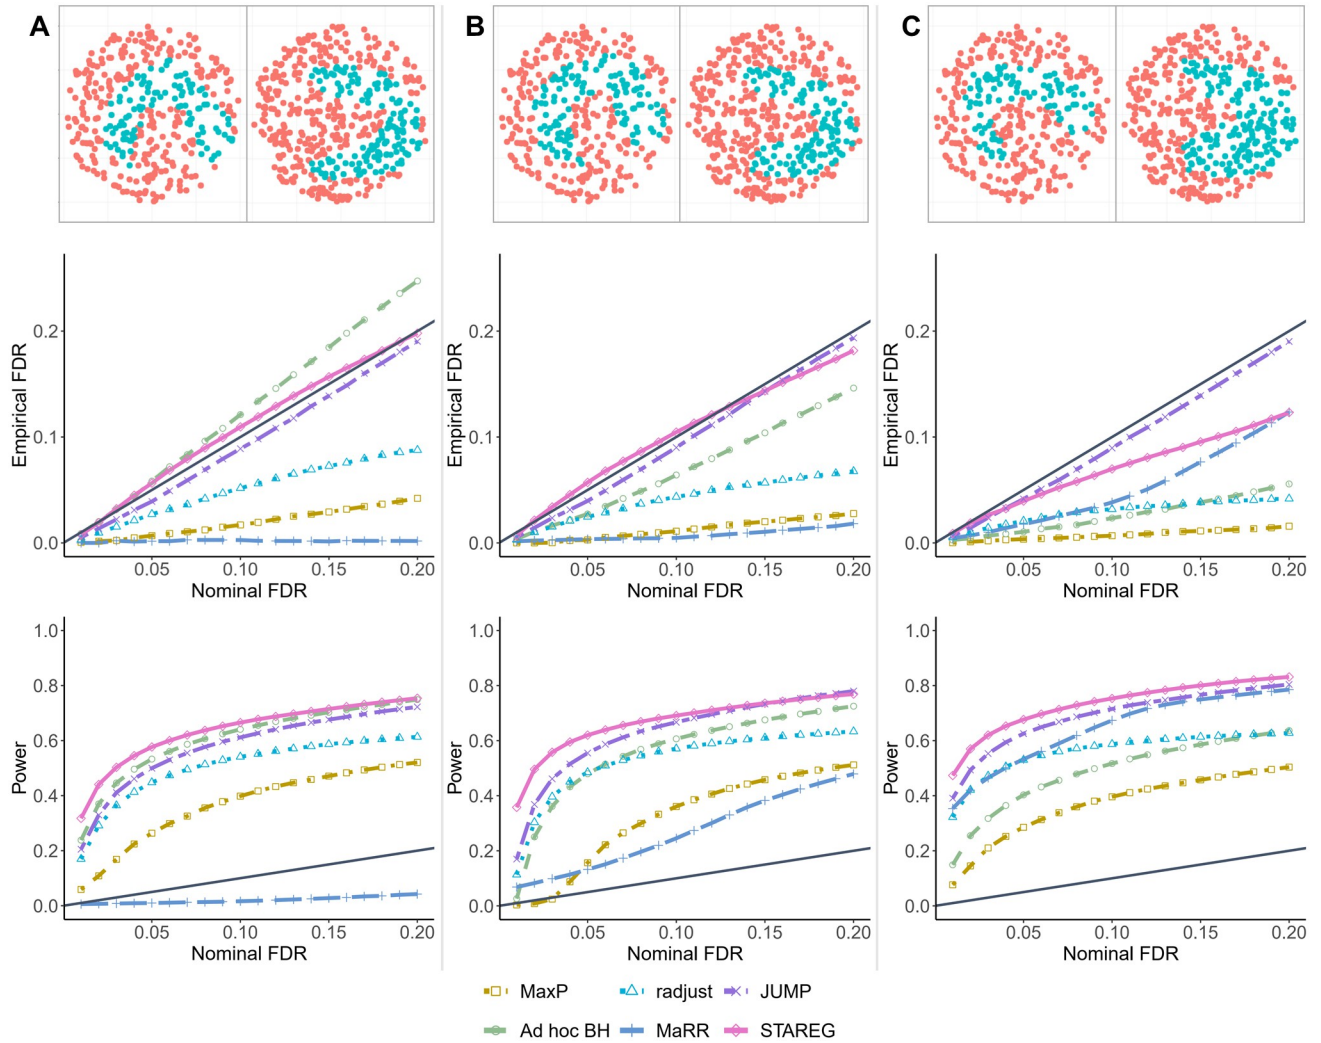 A B C
0.2 0.2 0.2
Empirical FDR Empirical FDR Empirical FDR
0.1 0.1 0.1
0.0 0.0 0.0
0.05 0.10 0.15 0.20 0.05 0.10 0.15 0.20 0.05 0.10 0.15 0.20
Nominal FDR Nominal FDR Nominal FDR
1.0 1.0 1.0
0.8 0.8 0.8
0.6 0.6 0.6
Power Power Power
0.4 0.4 0.4
0.2 0.2 0.2
0.0 0.0 0.0
0.05 0.10 0.15 0.20 0.05 0.10 0.15 0.20 0.05 0.10 0.15 0.20
Nominal FDR Nominal FDR Nominal FDR
MaxP radjust JUMP
Ad hoc BH MaRR STAREG